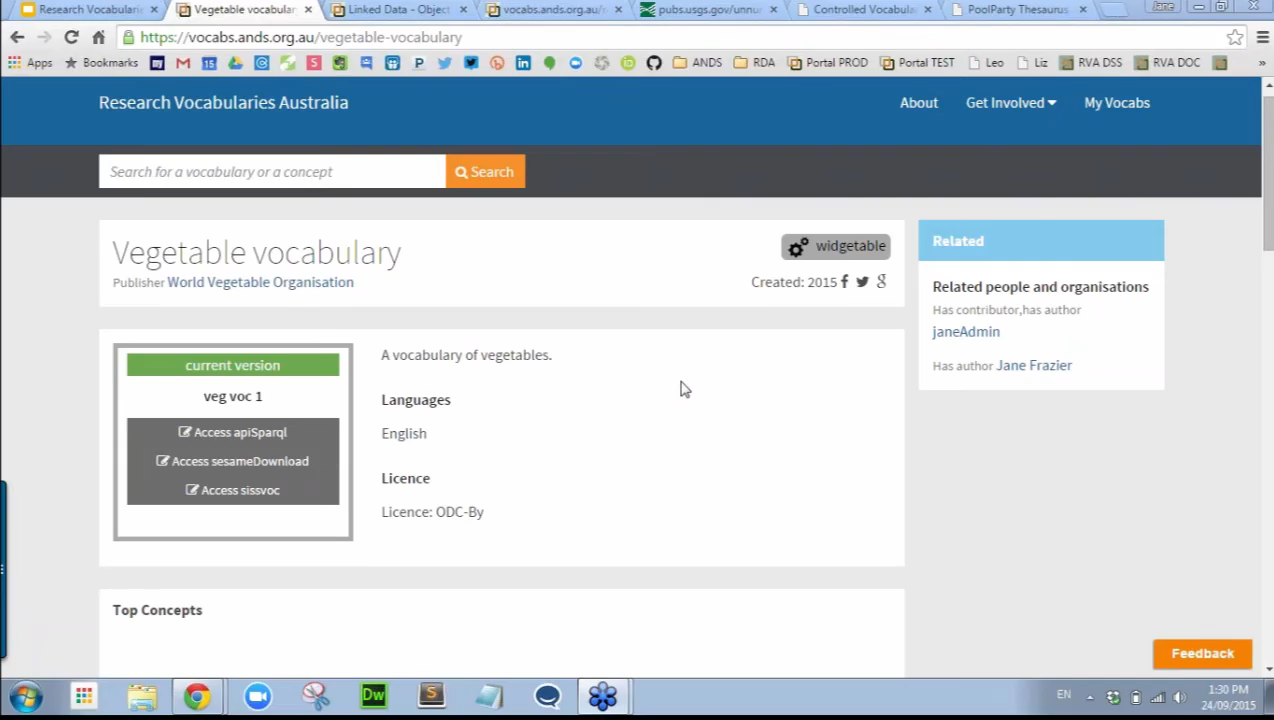 Research Vocabularies
Vegetable vocabular
Linked Data - Object
vocabs.ands.org.au/
pubs.usgs.gov/unnu
Controlled Vocabula
PoolParty Thesaurus
https://vocabs.ands.org.au/vegetable-vocabulary
Apps
Bookmarks
ANDS
RDA
Portal PROD
Portal TEST
Leo
Liz
RVA DSS
RVA DOC
Research Vocabularies Australia
About
Get Involved
My Vocabs
Search for a vocabulary or a concept
Search
Vegetable vocabulary
widgetable
Publisher World Vegetable Organisation
Created: 2015
current version
veg voc 1
Access apiSparql
Access sesameDownload
Access sissvoc
A vocabulary of vegetables.
Languages
English
Licence
Licence: ODC-By
Related
Related people and organisations
Has contributor,has author
janeAdmin
Has author Jane Frazier
Top Concepts
Feedback
Dw
EN
1:30 PM
24/09/2015